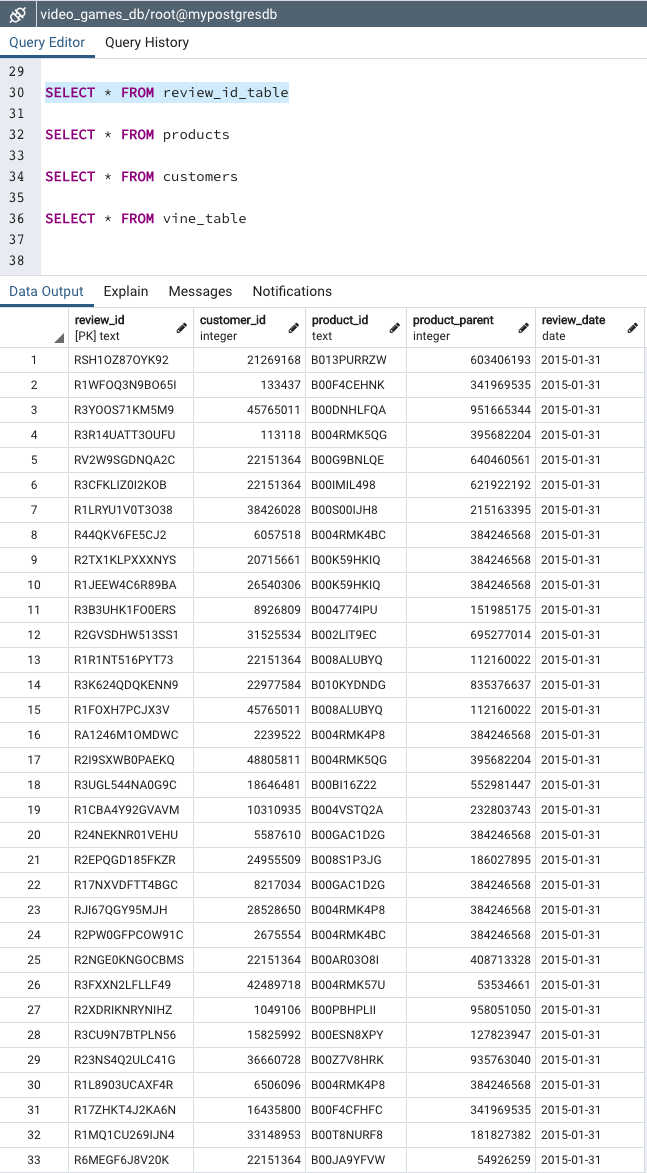 video_games_db/root@mypostgresdb
Query Editor Query History
29
30 SELECT * FROM review_id_table
31
32 SELECT * FROM products
33
34 SELECT * FROM customers
35
36 SELECT * FROM vine_table
37
38
Data Output Explain Messages Notifications
review_id customer_id product_id product_parent review_date
[PK] text integer text integer date
1 RSH1OZ87OYK92 21269168 B013PURRZW 603406193 2015-01-31
2 R1WFOQ3N9BO65I 133437 B00F4CEHNK 341969535 2015-01-31
3 R3YOOS71KM5M9 45765011 B00DNHLFQA 951665344 2015-01-31
4 R3R14UATT3OUFU 113118 B004RMK5QG 395682204 2015-01-31
5 RV2W9SGDNQA2C 22151364 B00G9BNLQE 640460561 2015-01-31
6 R3CFKLIZ0I2KOB 22151364 B00IMIL498 621922192 2015-01-31
7 R1LRYU1V0T3O38 38426028 B00S00IJH8 215163395 2015-01-31
8 R44QKV6FE5CJ2 6057518 B004RMK4BC 384246568 2015-01-31
9 R2TX1KLPXXXNYS 20715661 B00K59HKIQ 384246568 2015-01-31
10 R1JEEW4C6R89BA 26540306 B00K59HKIQ 384246568 2015-01-31
11 R3B3UHK1FO0ERS 8926809 B004774IPU 151985175 2015-01-31
12 R2GVSDHW513SS1 31525534 B002LIT9EC 695277014 2015-01-31
13 R1R1NT516PYT73 22151364 B008ALUBYQ 112160022 2015-01-31
14 R3K624QDQKENN9 22977584 B010KYDNDG 835376637 2015-01-31
15 R1FOXH7PCJX3V 45765011 B008ALUBYQ 112160022 2015-01-31
16 RA1246M1OMDWC 2239522 B004RMK4P8 384246568 2015-01-31
17 R2I9SXWB0PAEKQ 48805811 B004RMK5QG 395682204 2015-01-31
18 R3UGL544NA0G9C 18646481 B00BI16Z22 552981447 2015-01-31
19 R1CBA4Y92GVAVM 10310935 B004VSTQ2A 232803743 2015-01-31
20 R24NEKNR01VEHU 5587610 B00GAC1D2G 384246568 2015-01-31
21 R2EPQGD185FKZR 24955509 B008S1P3JG 186027895 2015-01-31
22 R17NXVDFTT4BGC 8217034 B00GAC1D2G 384246568 2015-01-31
23 RJI67QGY95MJH 28528650 B004RMK4P8 384246568 2015-01-31
24 R2PW0GFPCOW91C 2675554 B004RMK4BC 384246568 2015-01-31
25 R2NGE0KNGOCBMS 22151364 B00AR03O8I 408713328 2015-01-31
26 R3FXXN2LFLLF49 42489718 B004RMK57U 53534661 2015-01-31
27 R2XDRIKNRYNIHZ 1049106 B00PBHPLII 958051050 2015-01-31
28 R3CU9N7BTPLN56 15825992 B00ESN8XPY 127823947 2015-01-31
29 R23NS4Q2ULC41G 36660728 B00Z7V8HRK 935763040 2015-01-31
30 R1L8903UCAXF4R 6506096 B004RMK4P8 384246568 2015-01-31
31 R17ZHKT4J2KA6N 16435800 B00F4CFHFC 341969535 2015-01-31
32 R1MQ1CU269IJN4 33148953 B00T8NURF8 181827382 2015-01-31
33 R6MEGF6J8V20K 22151364 B00JA9YFVW 54926259 2015-01-31